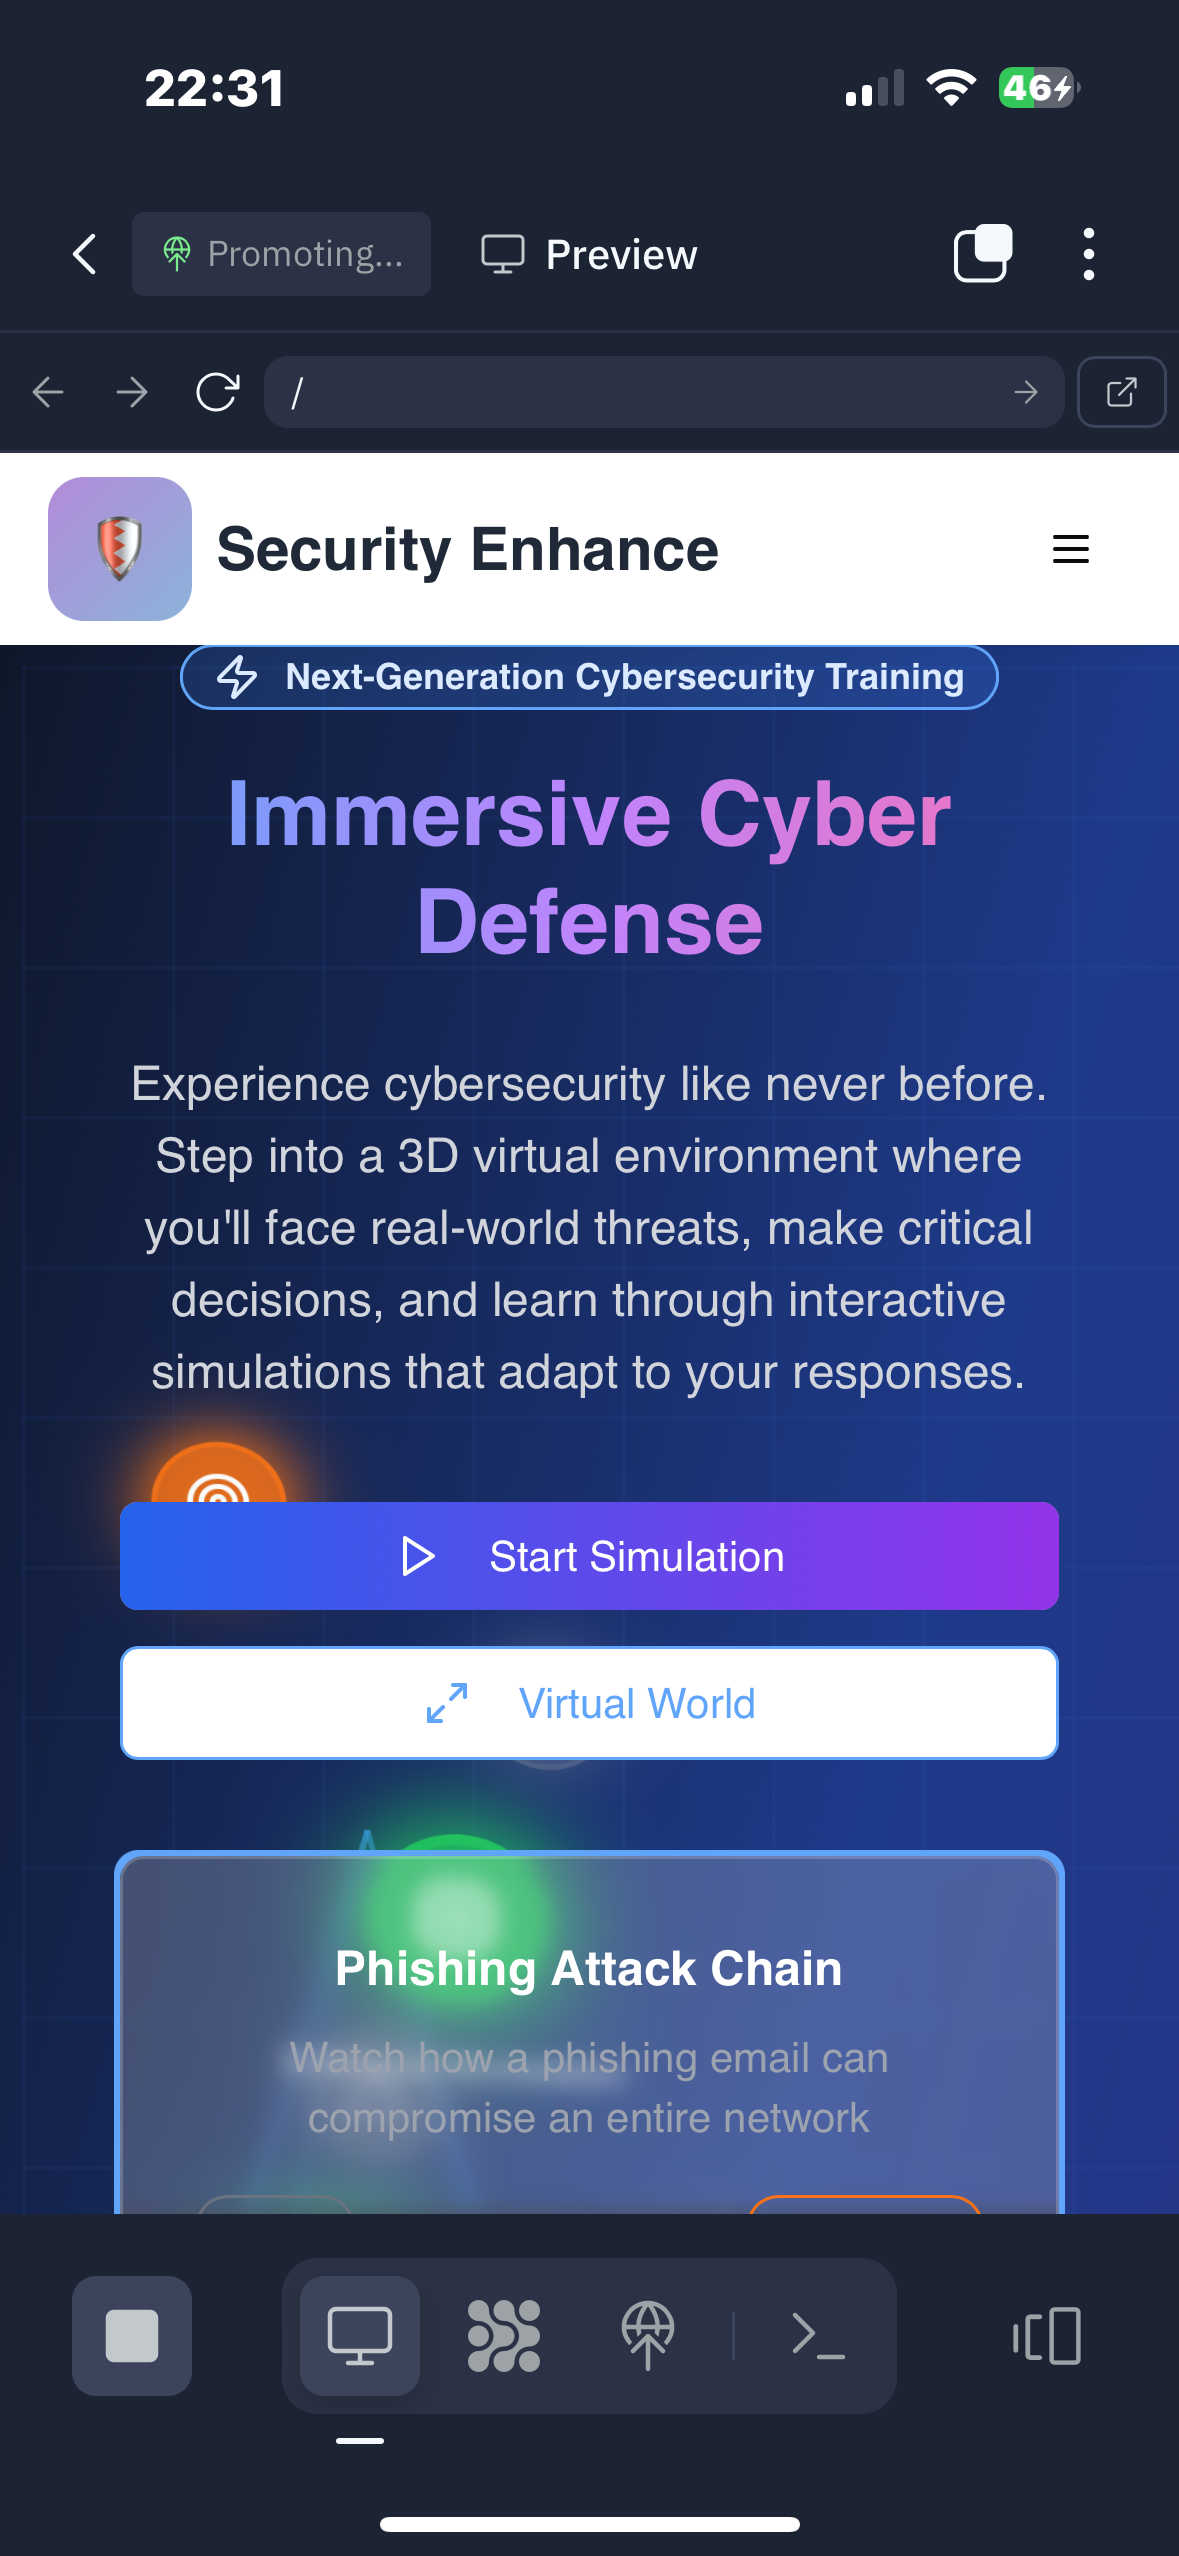 22:31
46
Promoting...
Preview
/
Security Enhance
Next-Generation Cybersecurity Training
Immersive Cyber
Defense
Experience cybersecurity like never before.
Step into a 3D virtual environment where
you'll face real-world threats, make critical
decisions, and learn through interactive
simulations that adapt to your responses.
Start Simulation
Virtual World
Phishing Attack Chain
Watch how a phishing email can
compromise an entire network